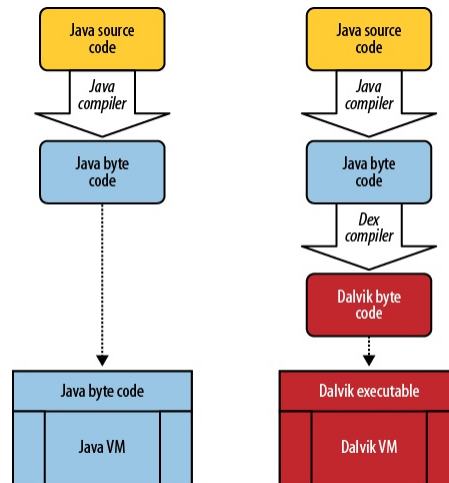 Java source
code
Java
compiler
Java byte
code
Java byte code
Java VM
Java source
code
Java
compiler
Java byte
code
Dex
compiler
Dalvik byte
code
Dalvik executable
Dalvik VM